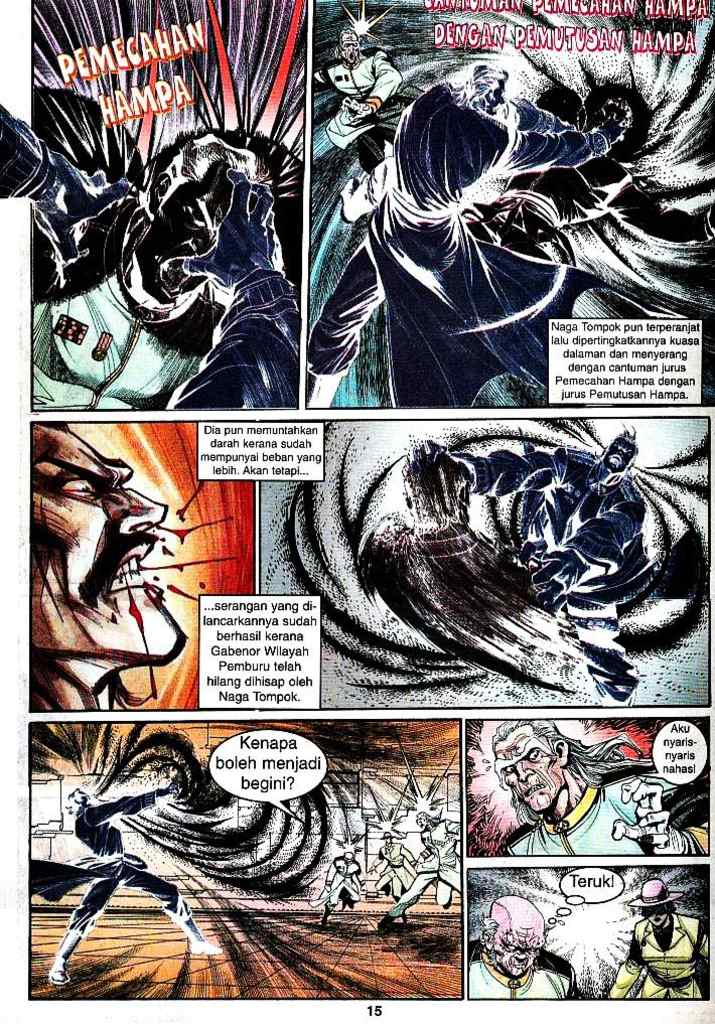 PEMECAHAN
HAMPA
CANTUMAN PEMECAHAN HAMPA
DENGAN PEMUTUSAN HAMPA
Naga Tompok pun terperanjat
lalu dipertingkatkannya kuasa
dalaman dan menyerang
dengan cantuman jurus
Pemecahan Hampa dengan
jurus Pemutusan Hampa.
Dia pun memuntahkan
darah kerana sudah
mempunyai beban yang
lebih. Akan tetapi...
...serangan yang di-
lancarkannya sudah
berhasil kerana
Gabenor Wilayah
Pemburu telah
hilang dihisap oleh
Naga Tompok.
Kenapa
boleh menjadi
begini?
Aku
nyaris-
nyaris
nahas!
Teruk!
15